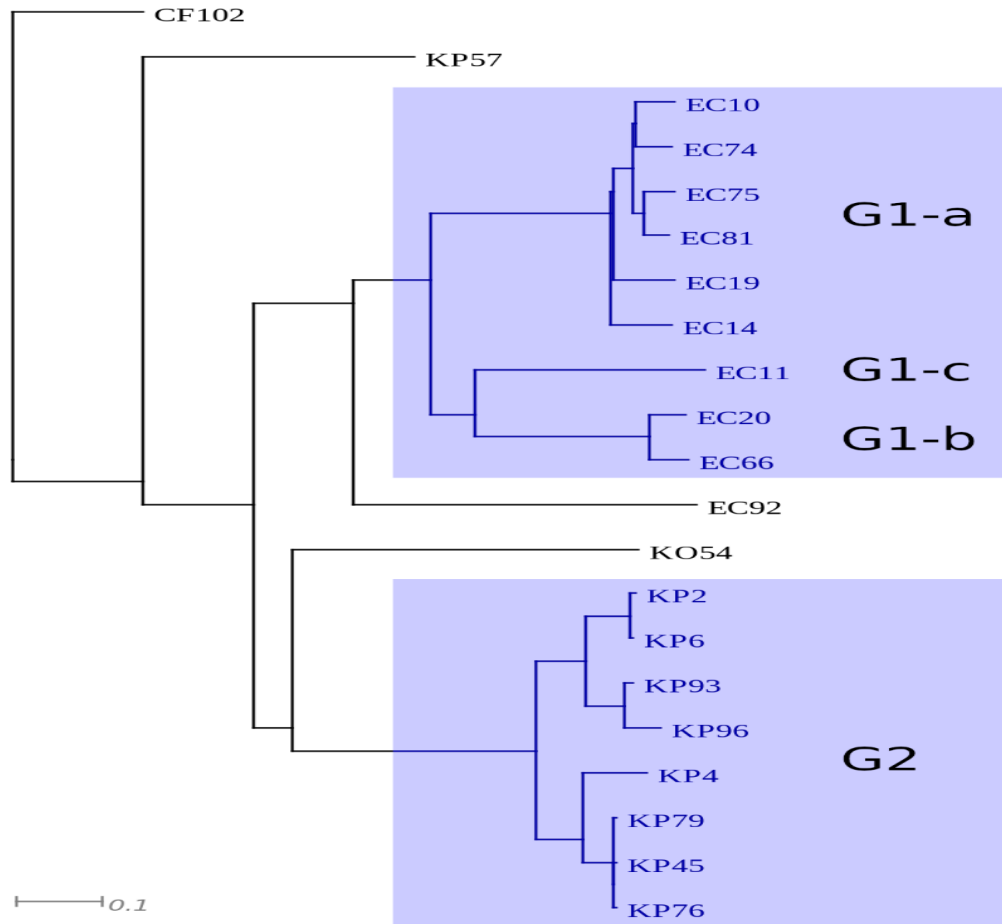 CF102
KP57
EC10
EC74
EC75
G1-a
EC81
EC19
EC14
EC11 G1-c
EC20
G1-b
EC66
EC92
KO54
KP2
KP6
KP93
KP96
G2
KP4
KP79
KP45
0.1
KP76